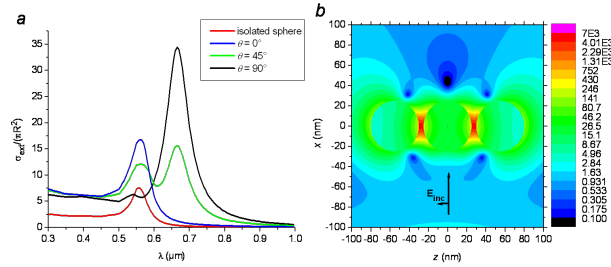 a
isolated sphere
θ = 0°
θ = 45°
θ = 90°
35
30
25
20
15
10
5
0
σext/(πR²)
0.3 0.4 0.5 0.6 0.7 0.8 0.9 1.0
λ (μm)
b
100
80
60
40
20
0
-20
-40
-60
-80
-100
x (nm)
Einc
-100 -80 -60 -40 -20 0 20 40 60 80 100
z (nm)
7E3
4.01E3
2.29E3
1.31E3
752
430
246
141
80.7
46.2
26.5
15.1
8.67
4.96
2.84
1.63
0.931
0.533
0.305
0.175
0.100